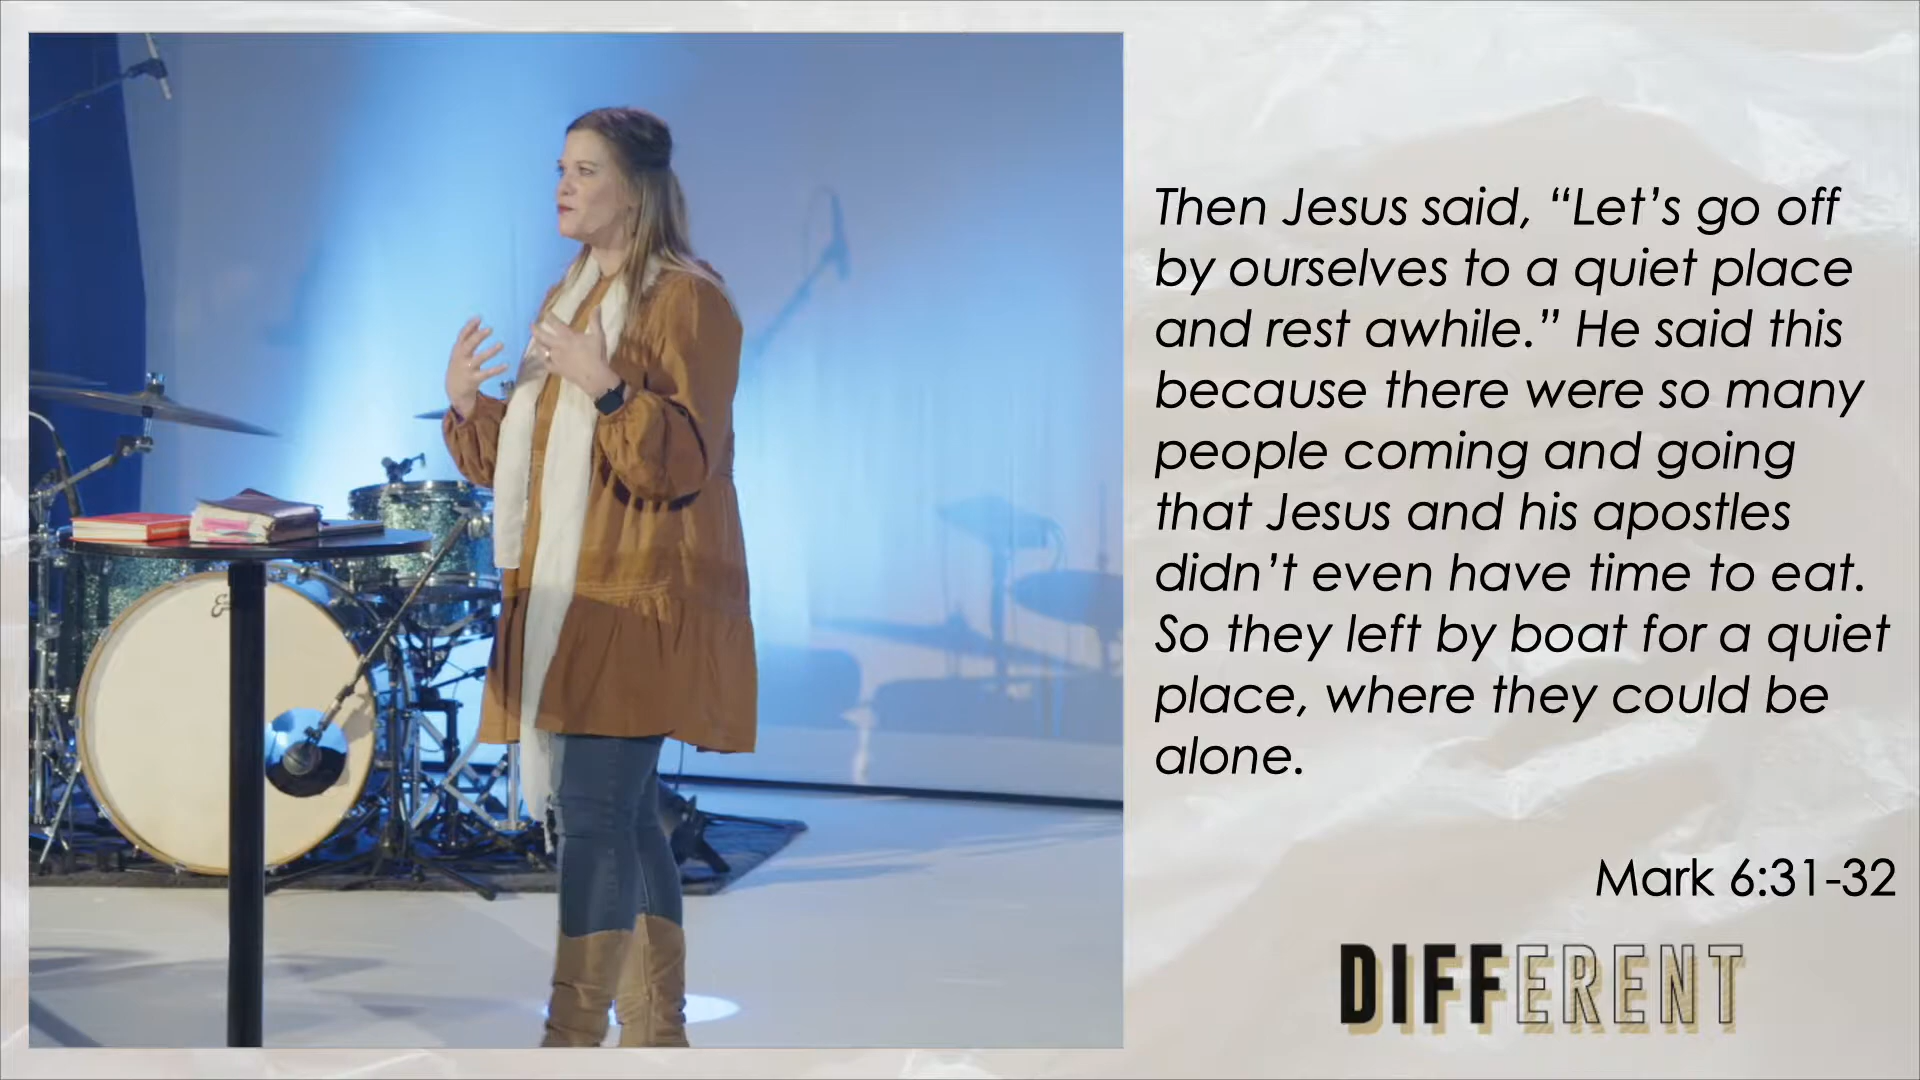 Then Jesus said, “Let’s go off
by ourselves to a quiet place
and rest awhile.” He said this
because there were so many
people coming and going
that Jesus and his apostles
didn’t even have time to eat.
So they left by boat for a quiet
place, where they could be
alone.
Mark 6:31-32
DIFFERENT